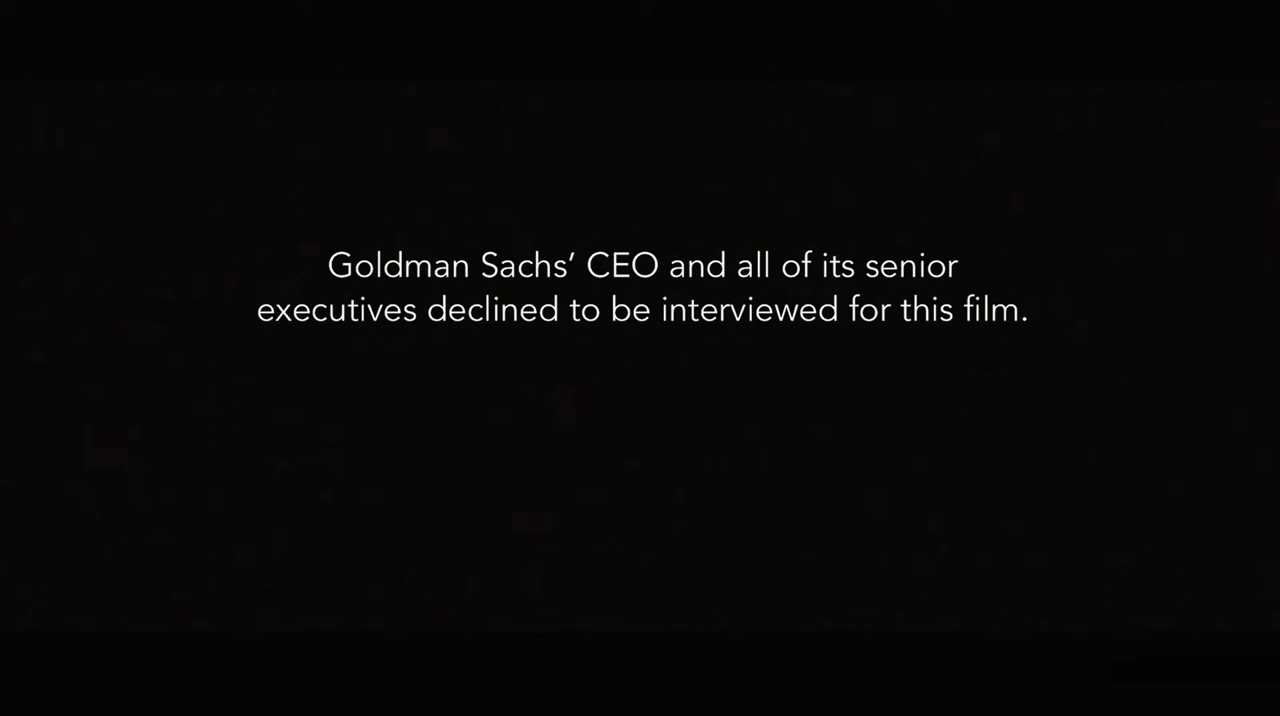 Goldman Sachs’ CEO and all of its senior
executives declined to be interviewed for this film.